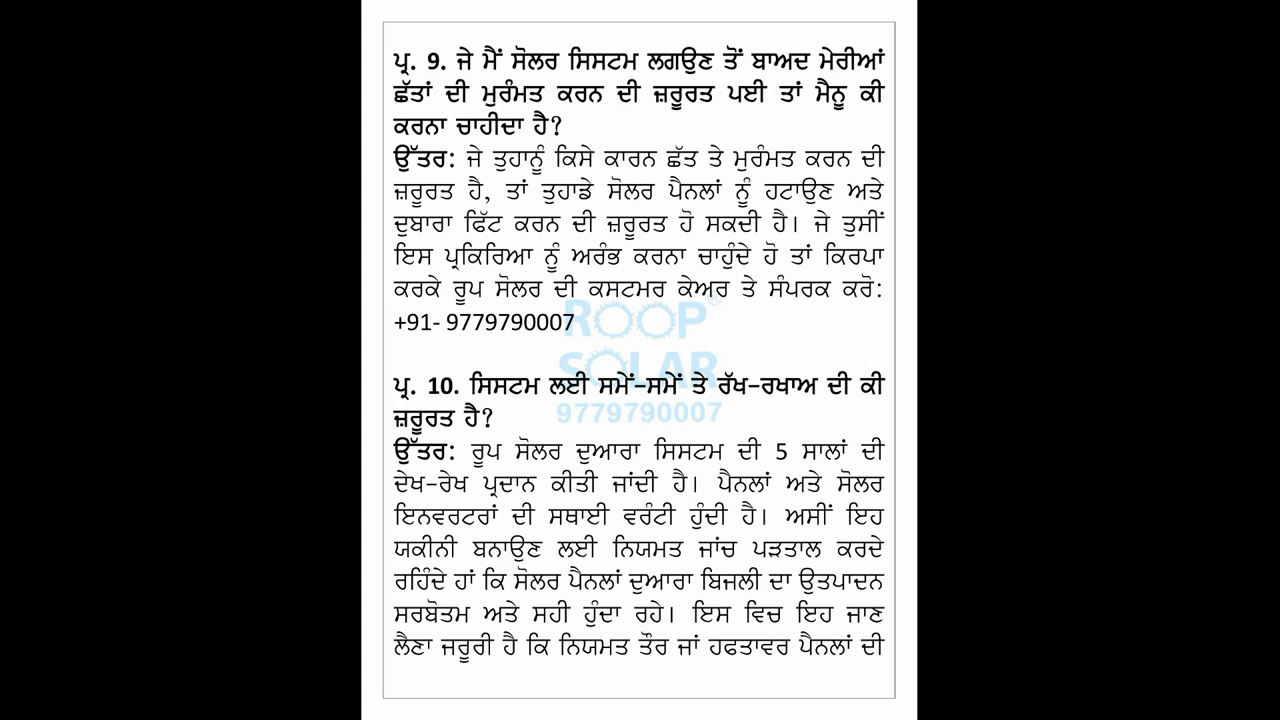 ਪ੍ਰ. 9. ਜੇ ਮੈਂ ਸੋਲਰ ਸਿਸਟਮ ਲਗਉਣ ਤੋਂ ਬਾਅਦ ਮੇਰੀਆਂ
ਛੱਤਾਂ ਦੀ ਮੁਰੰਮਤ ਕਰਨ ਦੀ ਜ਼ਰੂਰਤ ਪਈ ਤਾਂ ਮੈਨੂ ਕੀ
ਕਰਨਾ ਚਾਹੀਦਾ ਹੈ?
ਉੱਤਰ: ਜੇ ਤੁਹਾਨੂੰ ਕਿਸੇ ਕਾਰਨ ਛੱਤ ਤੇ ਮੁਰੰਮਤ ਕਰਨ ਦੀ
ਜ਼ਰੂਰਤ ਹੈ, ਤਾਂ ਤੁਹਾਡੇ ਸੋਲਰ ਪੈਨਲਾਂ ਨੂੰ ਹਟਾਉਣ ਅਤੇ
ਦੁਬਾਰਾ ਫਿੱਟ ਕਰਨ ਦੀ ਜ਼ਰੂਰਤ ਹੋ ਸਕਦੀ ਹੈ। ਜੇ ਤੁਸੀਂ
ਇਸ ਪ੍ਰਕਿਰਿਆ ਨੂੰ ਅਰੰਭ ਕਰਨਾ ਚਾਹੁੰਦੇ ਹੋ ਤਾਂ ਕਿਰਪਾ
ਕਰਕੇ ਰੂਪ ਸੋਲਰ ਦੀ ਕਸਟਮਰ ਕੇਅਰ ਤੇ ਸੰਪਰਕ ਕਰੋ:
+91- 9779790007
ROOP®
SOLAR
9779790007
ਪ੍ਰ. 10. ਸਿਸਟਮ ਲਈ ਸਮੇਂ-ਸਮੇਂ ਤੇ ਰੱਖ-ਰਖਾਅ ਦੀ ਕੀ
ਜ਼ਰੂਰਤ ਹੈ?
ਉੱਤਰ: ਰੂਪ ਸੋਲਰ ਦੁਆਰਾ ਸਿਸਟਮ ਦੀ 5 ਸਾਲਾਂ ਦੀ
ਦੇਖ-ਰੇਖ ਪ੍ਰਦਾਨ ਕੀਤੀ ਜਾਂਦੀ ਹੈ। ਪੈਨਲਾਂ ਅਤੇ ਸੋਲਰ
ਇਨਵਰਟਰਾਂ ਦੀ ਸਥਾਈ ਵਰੰਟੀ ਹੁੰਦੀ ਹੈ। ਅਸੀਂ ਇਹ
ਯਕੀਨੀ ਬਨਾਉਣ ਲਈ ਨਿਯਮਤ ਜਾਂਚ ਪੜਤਾਲ ਕਰਦੇ
ਰਹਿੰਦੇ ਹਾਂ ਕਿ ਸੋਲਰ ਪੈਨਲਾਂ ਦੁਆਰਾ ਬਿਜਲੀ ਦਾ ਉਤਪਾਦਨ
ਸਰਬੋਤਮ ਅਤੇ ਸਹੀ ਹੁੰਦਾ ਰਹੇ। ਇਸ ਵਿਚ ਇਹ ਜਾਣ
ਲੈਣਾ ਜਰੂਰੀ ਹੈ ਕਿ ਨਿਯਮਤ ਤੌਰ ਜਾਂ ਹਫਤਾਵਰ ਪੈਨਲਾਂ ਦੀ